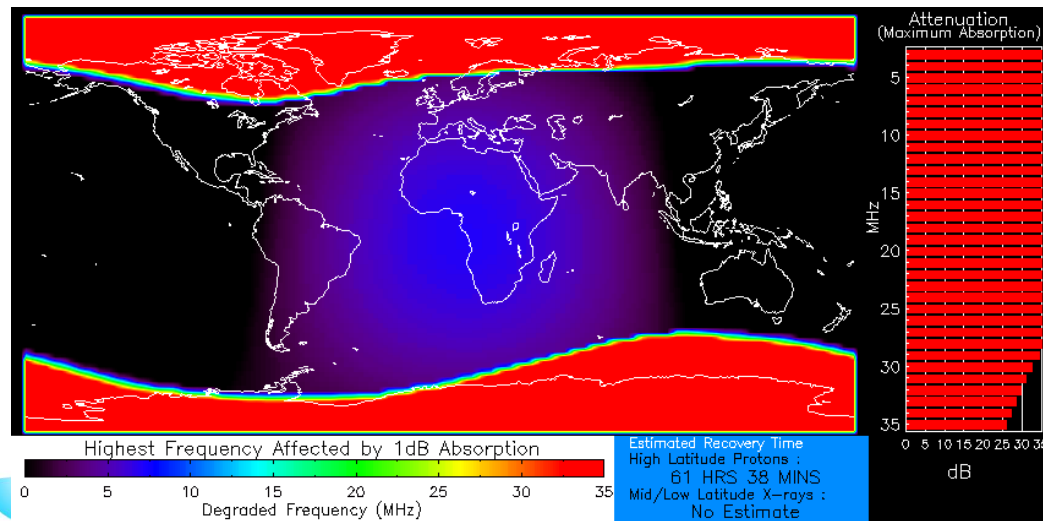 Attenuation
(Maximum Absorption)
5
10
15
MHz
20
25
30
35
0 5 10 15 20 25 30 35
dB
Highest Frequency Affected by 1dB Absorption
0 5 10 15 20 25 30 35
Degraded Frequency (MHz)
Estimated Recovery Time
High Latitude Protons :
61 HRS 38 MINS
Mid/Low Latitude X-rays :
No Estimate